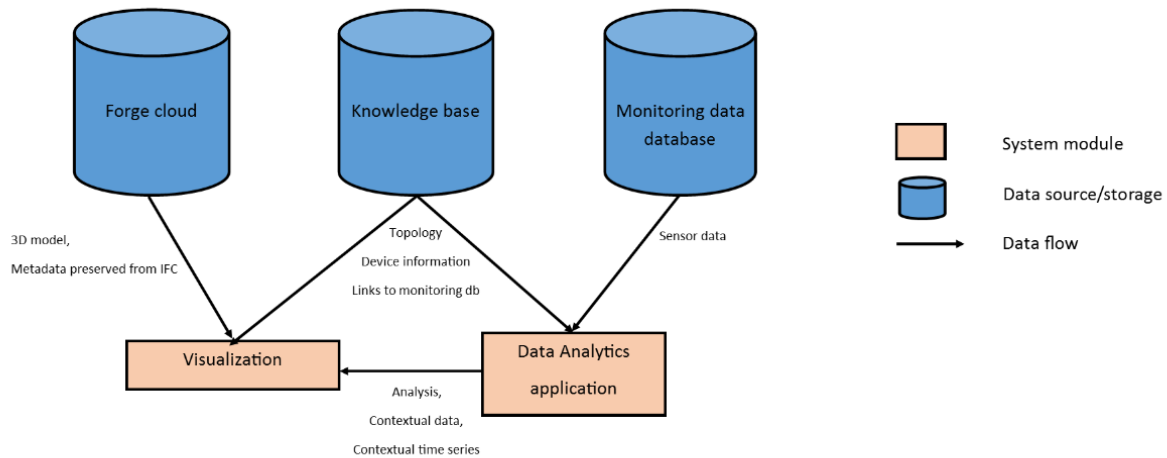 Forge cloud
Knowledge base
Monitoring data
database
System module
Data source/storage
Data flow
3D model,
Metadata preserved from IFC
Topology
Device information
Links to monitoring db
Sensor data
Visualization
Data Analytics
application
Analysis,
Contextual data,
Contextual time series